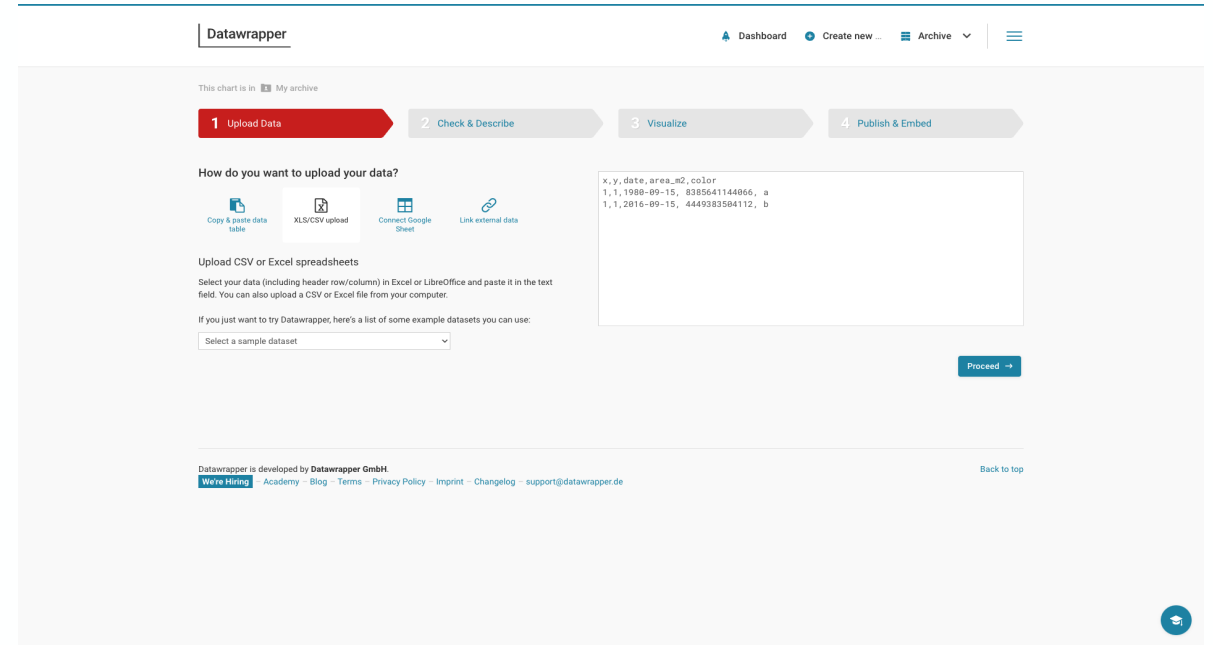 Datawrapper
Dashboard
Create new ...
Archive
This chart is in My archive
1 Upload Data
2 Check & Describe
3 Visualize
4 Publish & Embed
How do you want to upload your data?
Copy & paste data
table
XLS/CSV upload
Connect Google
Sheet
Link external data
Upload CSV or Excel spreadsheets
Select your data (including header row/column) in Excel or LibreOffice and paste it in the text
field. You can also upload a CSV or Excel file from your computer.
If you just want to try Datawrapper, here's a list of some example datasets you can use:
Select a sample dataset
x,y,date,area_m2,color
1,1,1980-09-15, 8385641144066, a
1,1,2016-09-15, 4449383504112, b
Proceed →
Datawrapper is developed by Datawrapper GmbH.
We're Hiring – Academy – Blog – Terms – Privacy Policy – Imprint – Changelog – support@datawrapper.de
Back to top